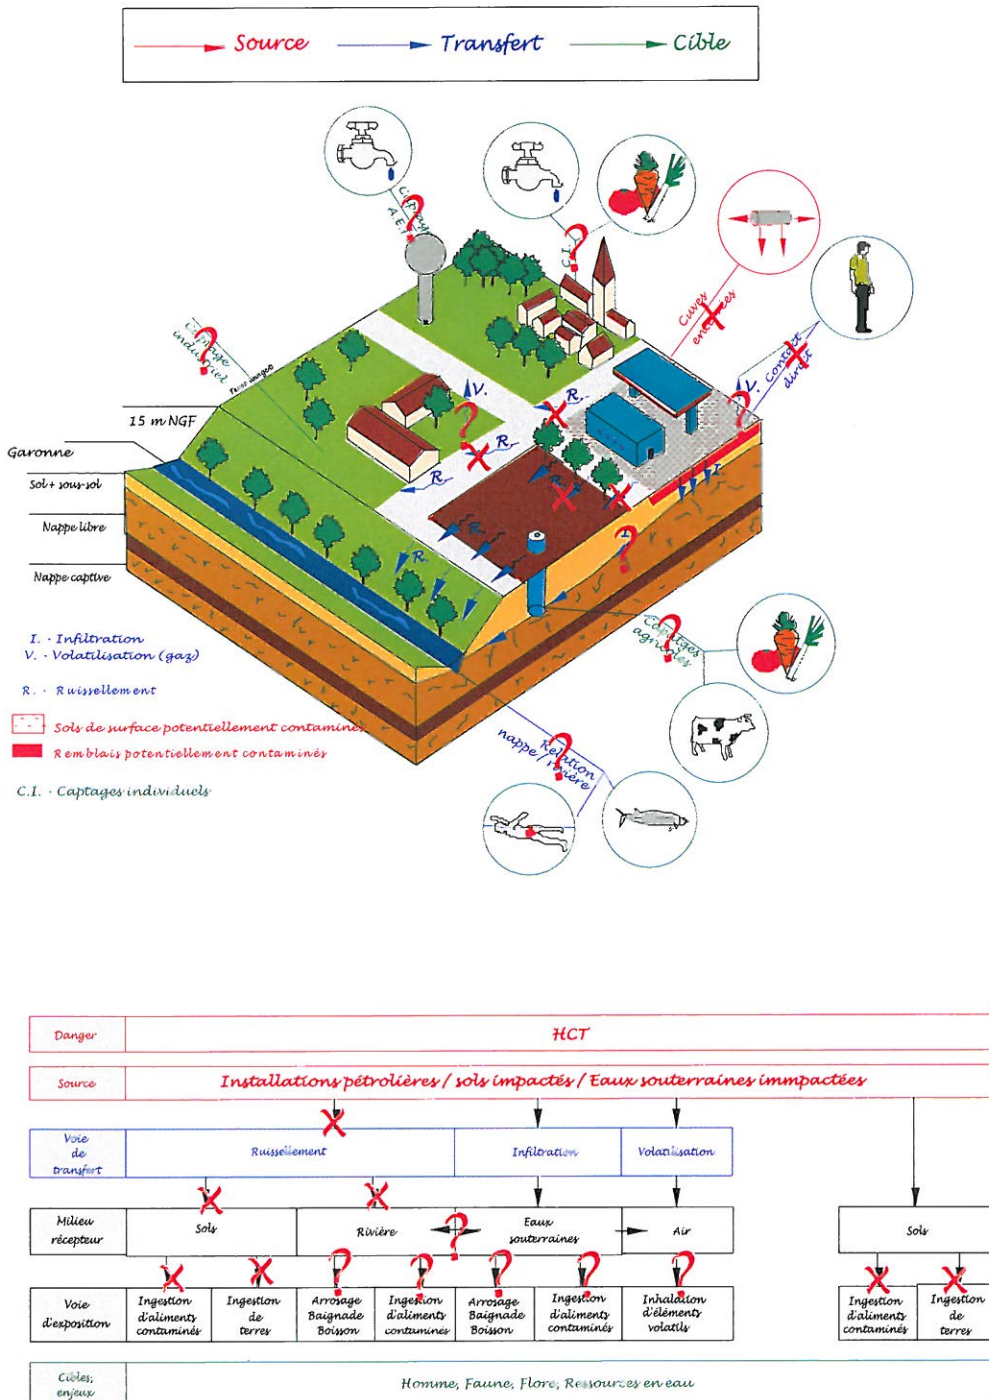 Source
Transfert
Cible
Captage
A.E.P
C.I.
Cuves
enterrées
V.
Contact
direct
Captage
industriel
15 m NGF
Garonne
Sol + sous-sol
Nappe libre
Nappe captive
V.
R.
R.
R.
R.
R.
I.
I.
Captages
agricoles
Relation
nappe / rivière
I. - Infiltration
V. - Volatilisation (gaz)
R. - Ruissellement
Sols de surface potentiellement contaminés
Remblais potentiellement contaminés
C.I. - Captages individuels
Danger
HCT
Source
Installations pétrolières / sols impactés / Eaux souterraines immpactées
Voie
de
transfert
Ruissellement
Infiltration
Volatilisation
Milieu
récepteur
Sols
Rivière
Eaux
souterraines
Air
Sols
Voie
d'exposition
Ingestion
d'aliments
contaminés
Ingestion
de
terres
Arrosage
Baignade
Boisson
Ingestion
d'aliments
contaminés
Arrosage
Baignade
Boisson
Ingestion
d'aliments
contaminés
Inhalation
d'éléments
volatils
Ingestion
d'aliments
contaminés
Ingestion
de
terres
Cibles,
enjeux
Homme, Faune, Flore, Ressources en eau